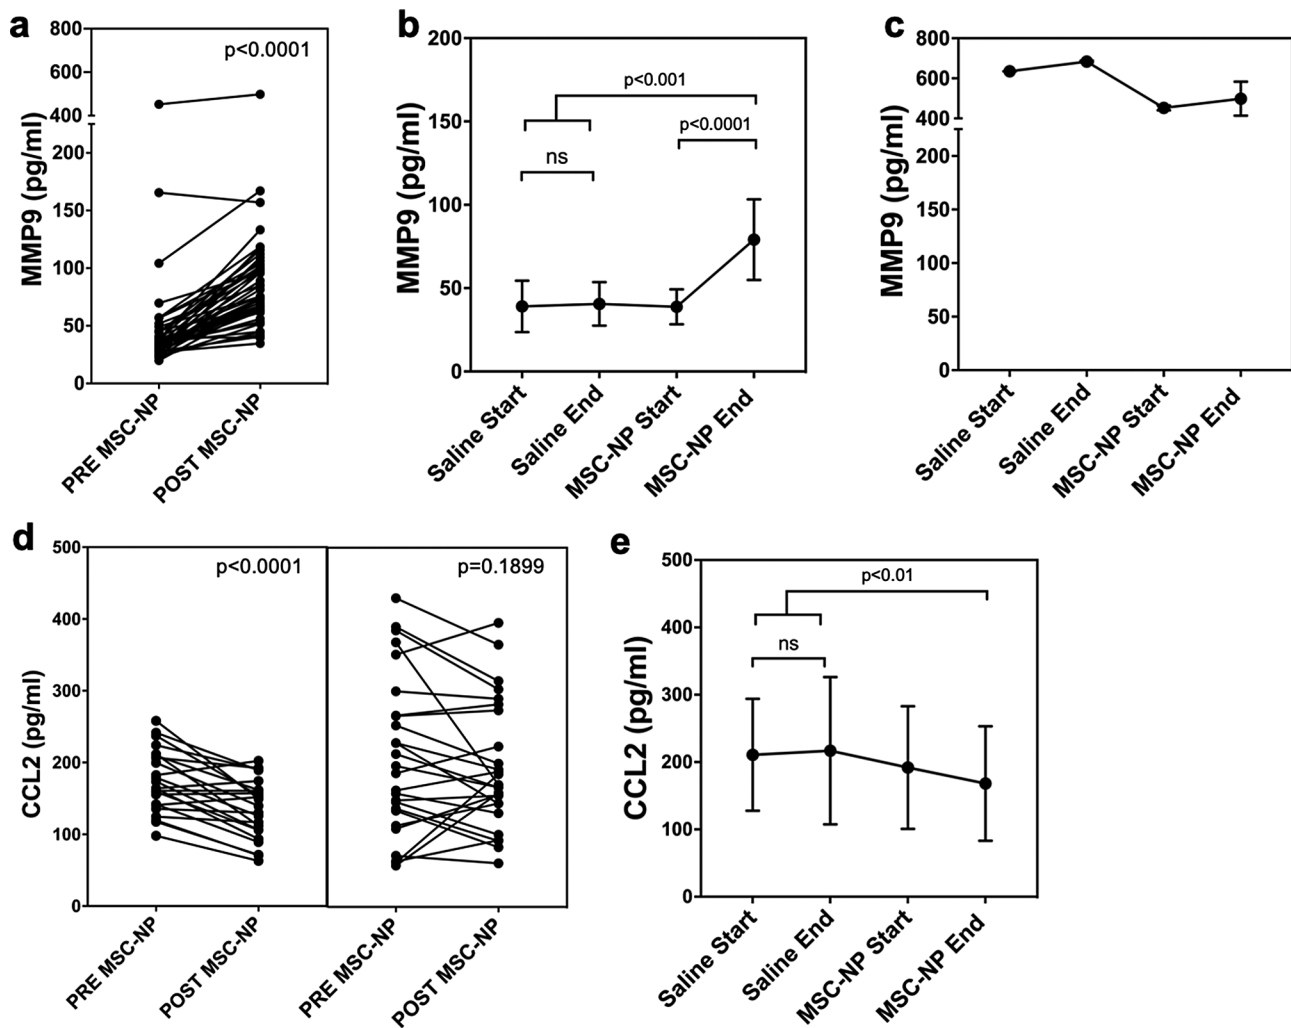 a
p<0.0001
MMP9 (pg/ml)
800
600
400
200
150
100
50
0
PRE MSC-NP
POST MSC-NP
b
MMP9 (pg/ml)
200
150
100
50
0
p<0.001
p<0.0001
ns
Saline Start
Saline End
MSC-NP Start
MSC-NP End
c
MMP9 (pg/ml)
800
600
400
200
150
100
50
0
Saline Start
Saline End
MSC-NP Start
MSC-NP End
d
CCL2 (pg/ml)
500
400
300
200
100
0
p<0.0001
p=0.1899
PRE MSC-NP
POST MSC-NP
PRE MSC-NP
POST MSC-NP
e
CCL2 (pg/ml)
500
400
300
200
100
0
p<0.01
ns
Saline Start
Saline End
MSC-NP Start
MSC-NP End